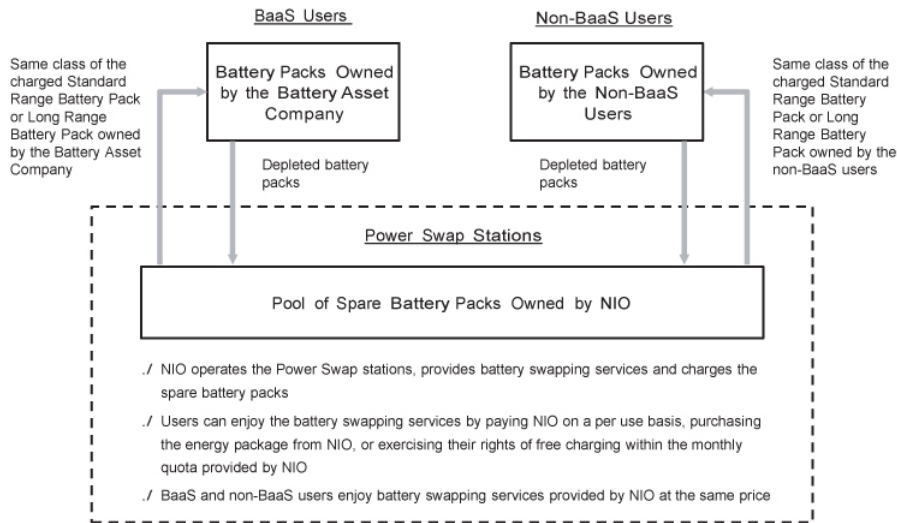 BaaS Users
Non-BaaS Users
Same class of the
charged Standard
Range Battery Pack
or Long Range
Battery Pack owned
by the Battery Asset
Company
Battery Packs Owned
by the Battery Asset
Company
Battery Packs Owned
by the Non-BaaS
Users
Same class of the
charged Standard
Range Battery
Pack or Long
Range Battery
Pack owned by the
non-BaaS users
Depleted battery
packs
Depleted battery
packs
Power Swap Stations
Pool of Spare Battery Packs Owned by NIO
./ NIO operates the Power Swap stations, provides battery swapping services and charges the
spare battery packs
./ Users can enjoy the battery swapping services by paying NIO on a per use basis, purchasing
the energy package from NIO, or exercising their rights of free charging within the monthly
quota provided by NIO
./ BaaS and non-BaaS users enjoy battery swapping services provided by NIO at the same price